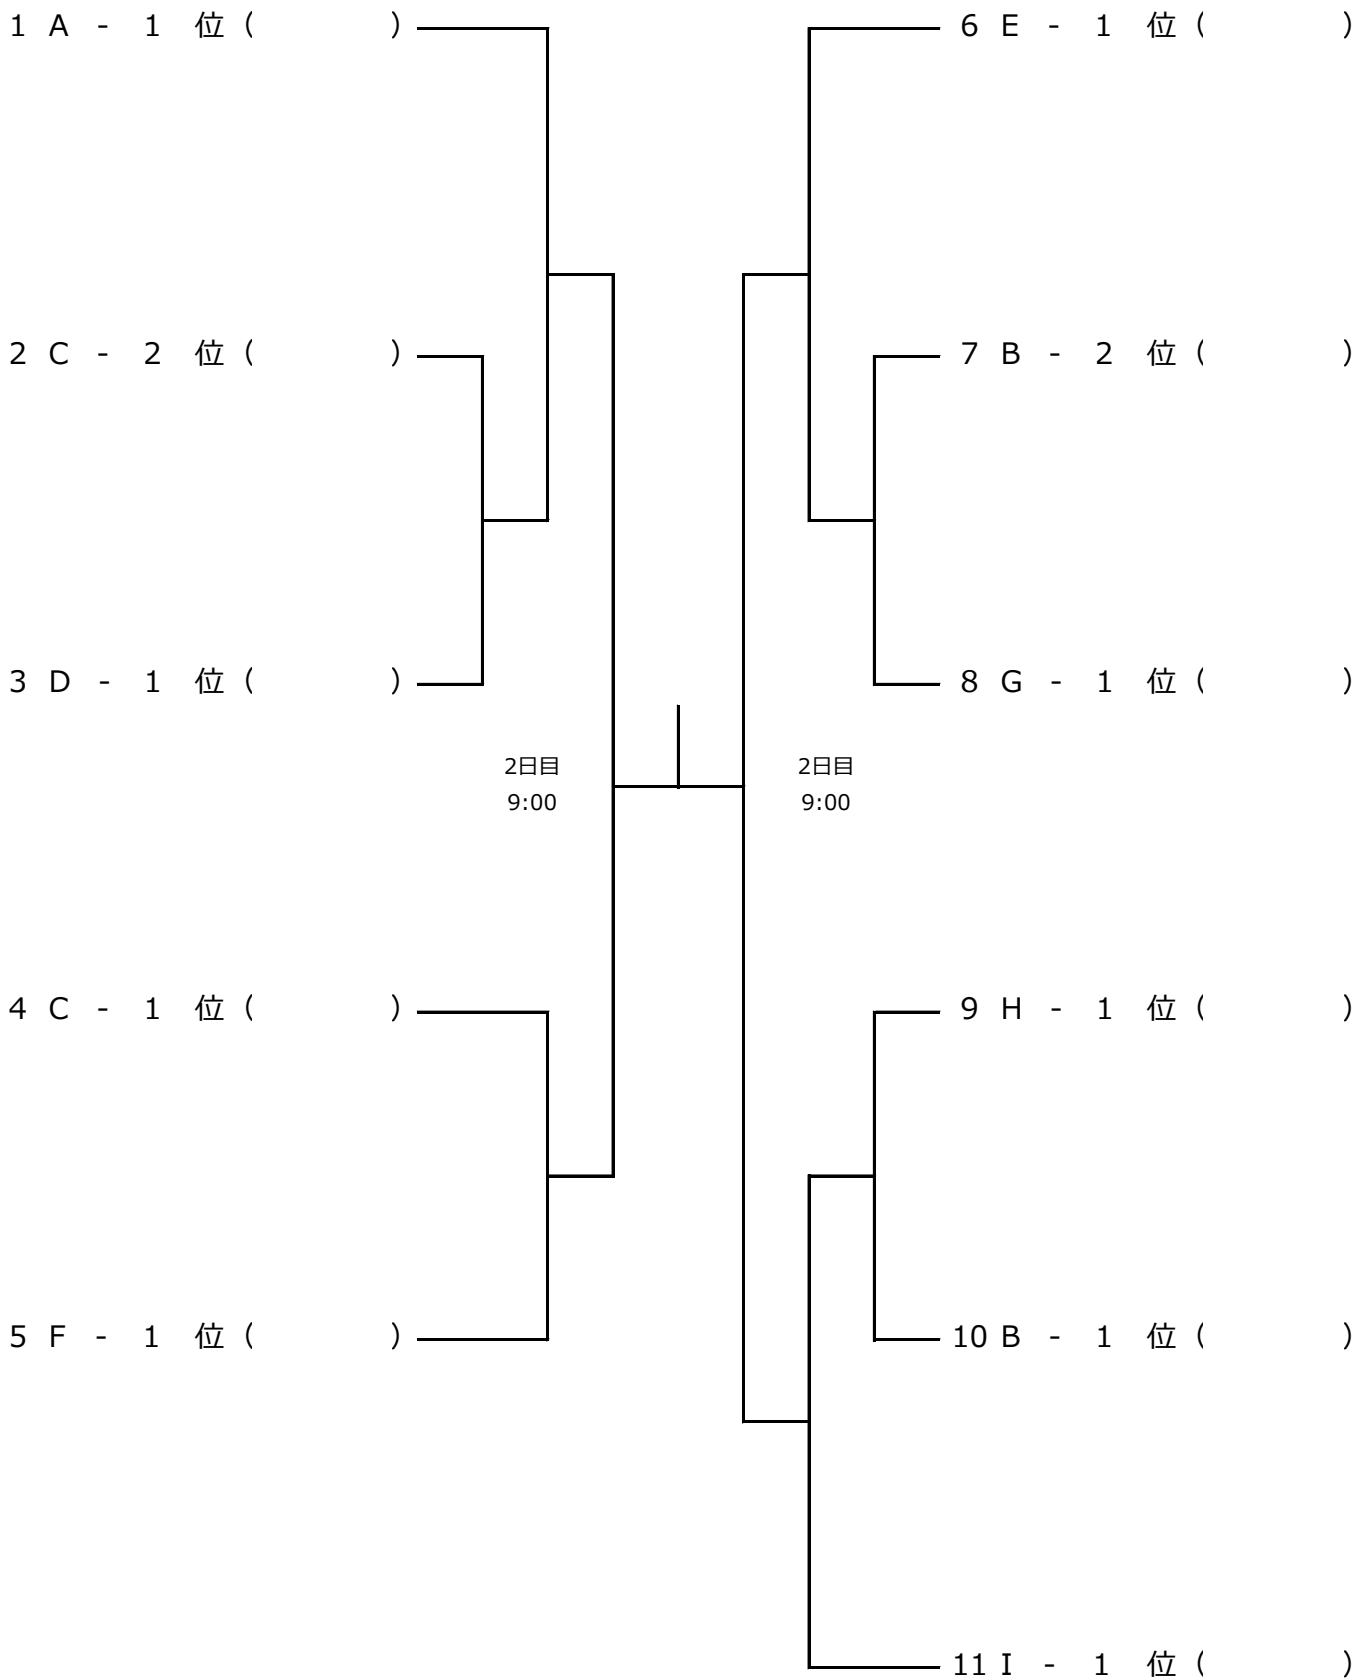 1 A - 1 位 (        )
2 C - 2 位 (        )
3 D - 1 位 (        )
2日目
9:00
4 C - 1 位 (        )
5 F - 1 位 (        )
6 E - 1 位 (        )
7 B - 2 位 (        )
8 G - 1 位 (        )
2日目
9:00
9 H - 1 位 (        )
10 B - 1 位 (        )
11 I - 1 位 (        )